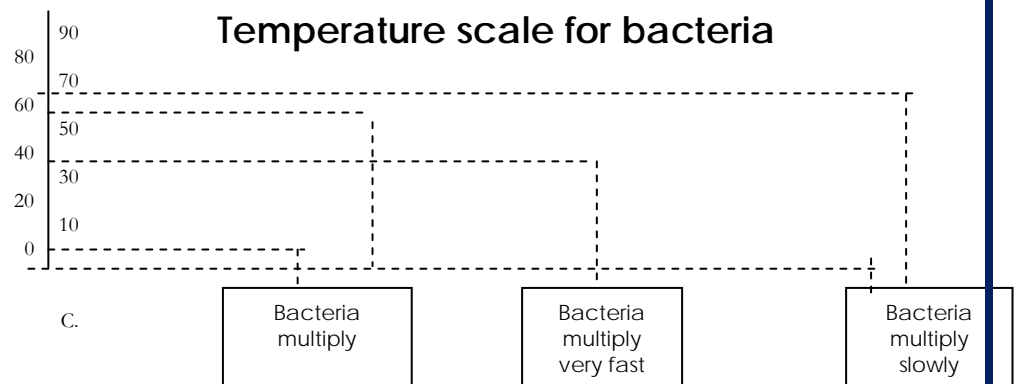 Temperature scale for bacteria
90
80
70
60
50
40
30
20
10
0
C.
Bacteria
multiply
Bacteria
multiply
very fast
Bacteria
multiply
slowly